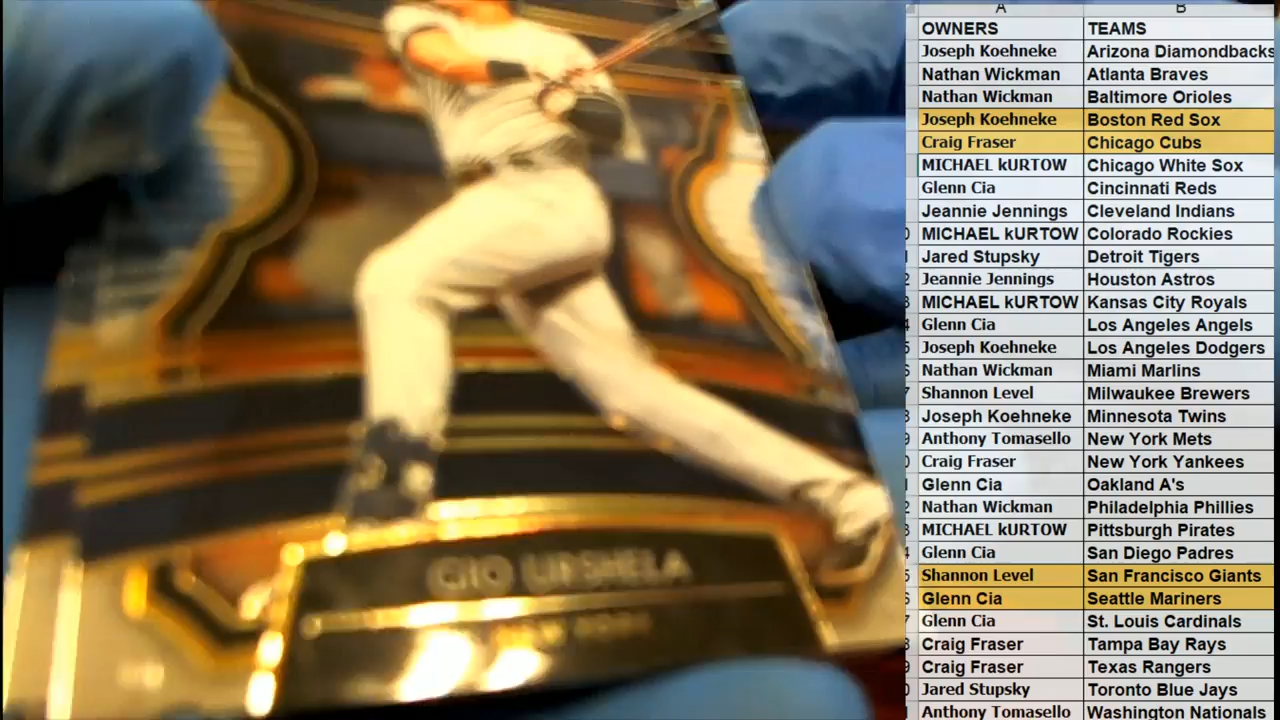 GIO URSHELA
NEW YORK
A B
OWNERS TEAMS
Joseph Koehneke Arizona Diamondbacks
Nathan Wickman Atlanta Braves
Nathan Wickman Baltimore Orioles
Joseph Koehneke Boston Red Sox
Craig Fraser Chicago Cubs
MICHAEL kURTOW Chicago White Sox
Glenn Cia Cincinnati Reds
Jeannie Jennings Cleveland Indians
MICHAEL kURTOW Colorado Rockies
Jared Stupsky Detroit Tigers
Jeannie Jennings Houston Astros
MICHAEL kURTOW Kansas City Royals
Glenn Cia Los Angeles Angels
Joseph Koehneke Los Angeles Dodgers
Nathan Wickman Miami Marlins
Shannon Level Milwaukee Brewers
Joseph Koehneke Minnesota Twins
Anthony Tomasello New York Mets
Craig Fraser New York Yankees
Glenn Cia Oakland A's
Nathan Wickman Philadelphia Phillies
MICHAEL kURTOW Pittsburgh Pirates
Glenn Cia San Diego Padres
Shannon Level San Francisco Giants
Glenn Cia Seattle Mariners
Glenn Cia St. Louis Cardinals
Craig Fraser Tampa Bay Rays
Craig Fraser Texas Rangers
Jared Stupsky Toronto Blue Jays
Anthony Tomasello Washington Nationals